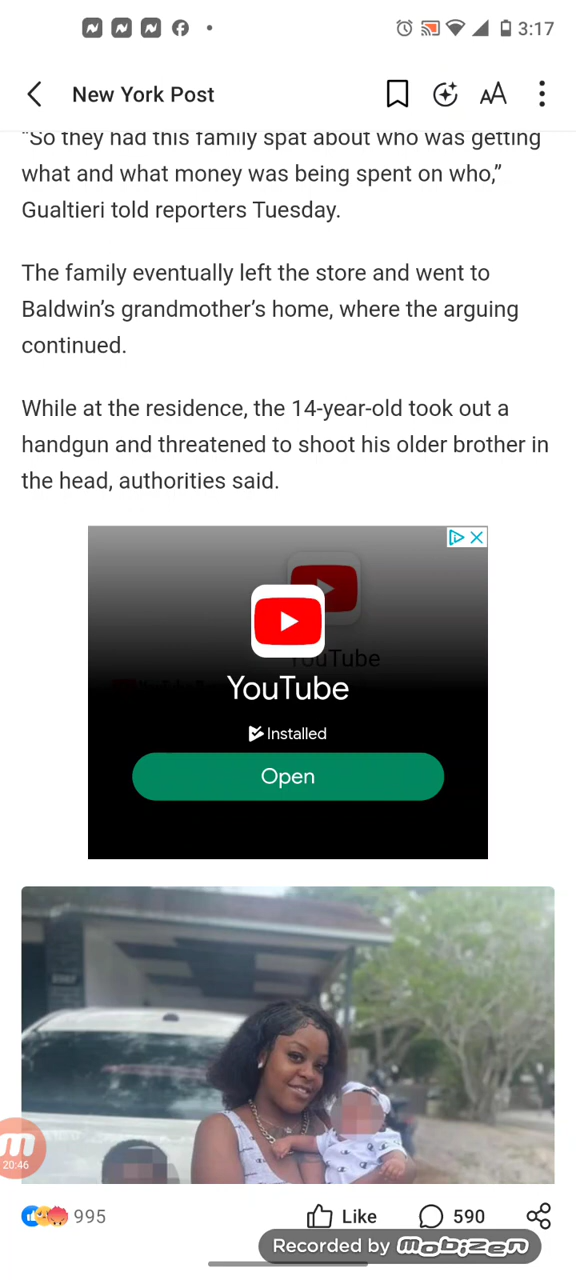 3:17
New York Post
AA
"So they had this family spat about who was getting
what and what money was being spent on who,”
Gualtieri told reporters Tuesday.
The family eventually left the store and went to
Baldwin’s grandmother’s home, where the arguing
continued.
While at the residence, the 14-year-old took out a
handgun and threatened to shoot his older brother in
the head, authorities said.
YouTube
YouTube
Installed
Open
20:46
995
Like
590
Recorded by mobizen